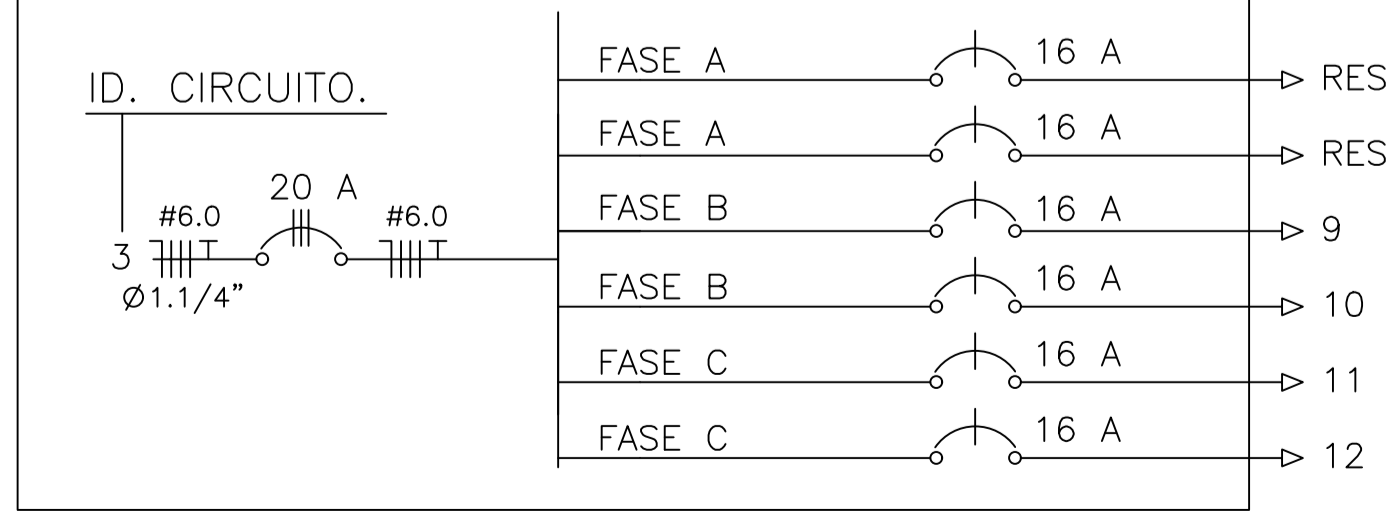 ID. CIRCUITO.
3
#6.0
20 A
#6.0
Ø1.1/4”
FASE A
16 A
RES
FASE A
16 A
RES
FASE B
16 A
9
FASE B
16 A
10
FASE C
16 A
11
FASE C
16 A
12